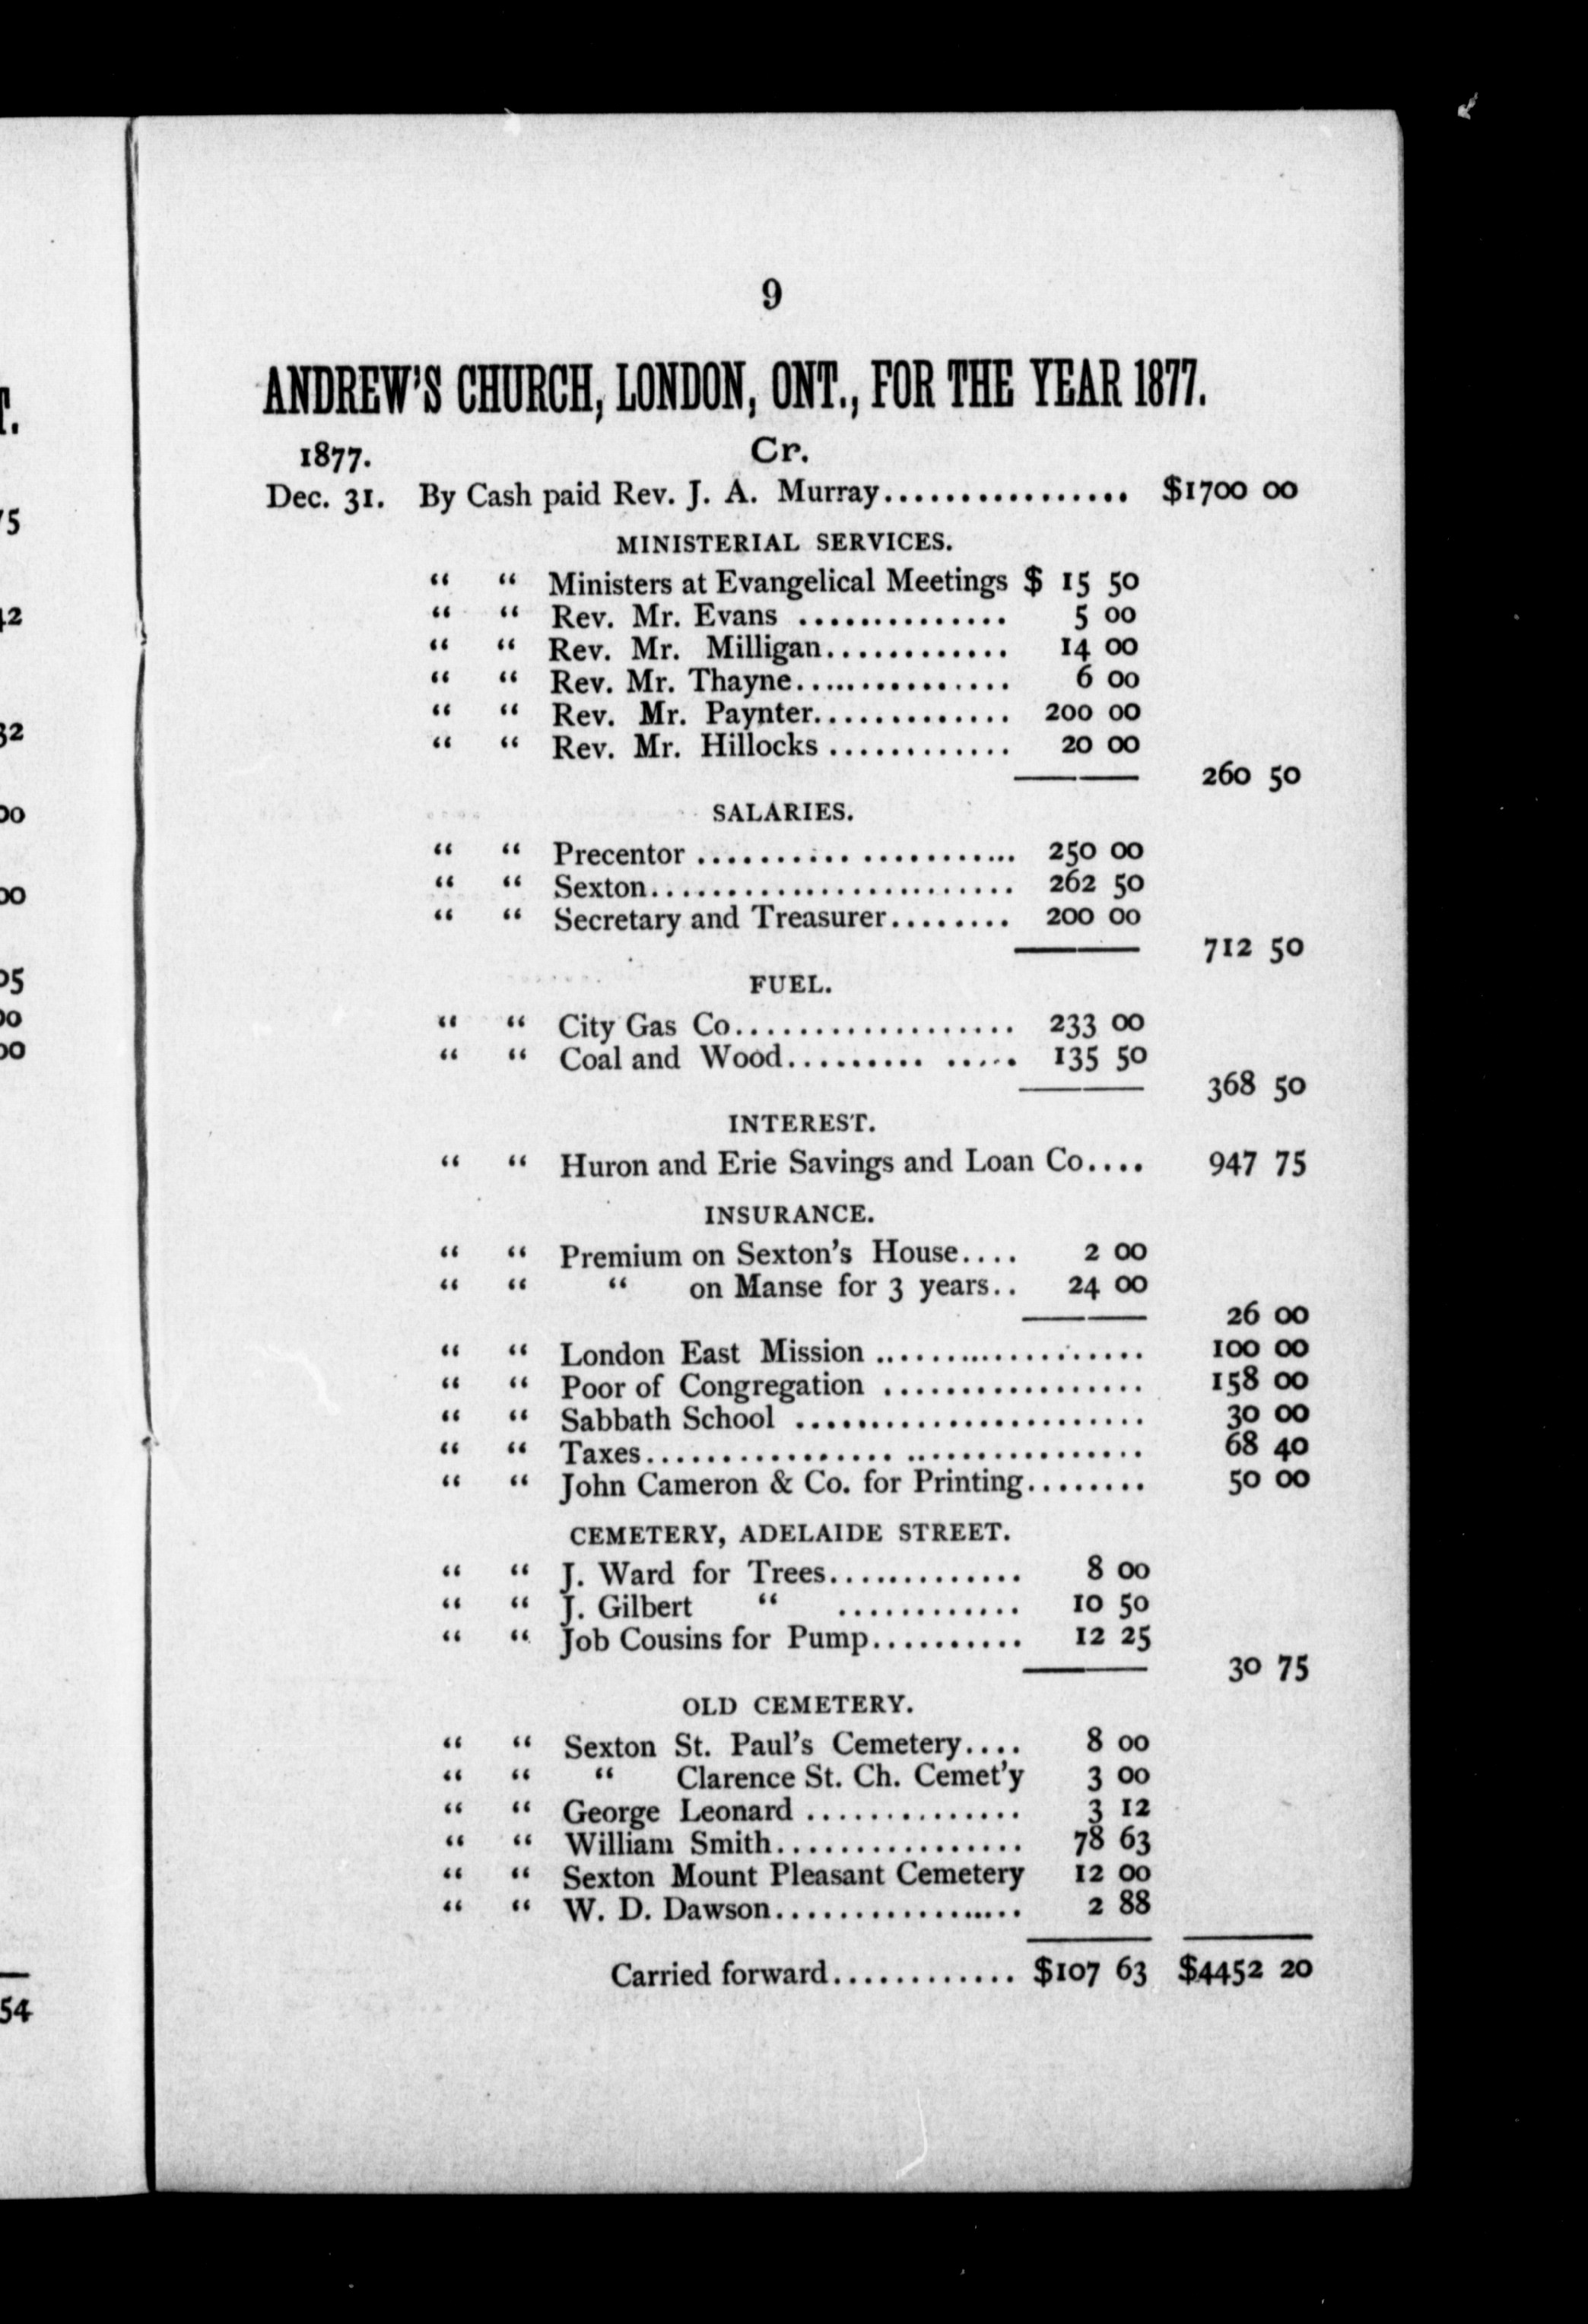 9
ANDREW'S CHURCH, LONDON, ONT., FOR THE YEAR 1877.
1877. Cr.
Dec. 31. By Cash paid Rev. J. A. Murray................ $1700 00
MINISTERIAL SERVICES.
“ “ Ministers at Evangelical Meetings $ 15 50
“ “ Rev. Mr. Evans .............. 5 00
“ “ Rev. Mr. Milligan............ 14 00
“ “ Rev. Mr. Thayne.............. 6 00
“ “ Rev. Mr. Paynter............. 200 00
“ “ Rev. Mr. Hillocks ............ 20 00
260 50
SALARIES.
“ “ Precentor .................... 250 00
“ “ Sexton....................... 262 50
“ “ Secretary and Treasurer........ 200 00
712 50
FUEL.
“ “ City Gas Co.................. 233 00
“ “ Coal and Wood......... ..... 135 50
368 50
INTEREST.
“ “ Huron and Erie Savings and Loan Co.... 947 75
INSURANCE.
“ “ Premium on Sexton's House.... 2 00
“ “ “ on Manse for 3 years.. 24 00
26 00
“ “ London East Mission ................. 100 00
“ “ Poor of Congregation ................. 158 00
“ “ Sabbath School ....................... 30 00
“ “ Taxes................ ................ 68 40
“ “ John Cameron & Co. for Printing........ 50 00
CEMETERY, ADELAIDE STREET.
“ “ J. Ward for Trees............. 8 00
“ “ J. Gilbert “ ............ 10 50
“ “ Job Cousins for Pump.......... 12 25
30 75
OLD CEMETERY.
“ “ Sexton St. Paul's Cemetery.... 8 00
“ “ “ Clarence St. Ch. Cemet'y 3 00
“ “ George Leonard .............. 3 12
“ “ William Smith................ 78 63
“ “ Sexton Mount Pleasant Cemetery 12 00
“ “ W. D. Dawson................. 2 88
Carried forward............ $107 63 $4452 20